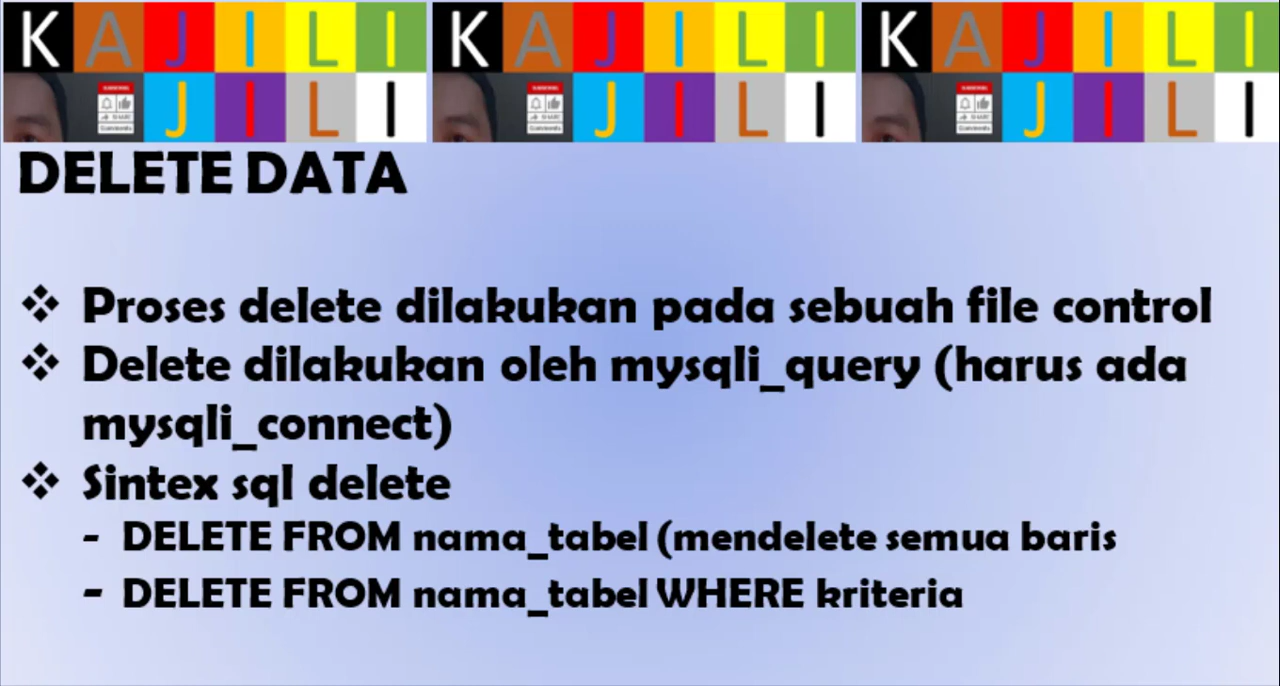 KAJILI KAJILI KAJILI
JILI JILI JILI
DELETE DATA
❖ Proses delete dilakukan pada sebuah file control
❖ Delete dilakukan oleh mysqli_query (harus ada
mysqli_connect)
❖ Sintex sql delete
- DELETE FROM nama_tabel (mendelete semua baris
- DELETE FROM nama_tabel WHERE kriteria